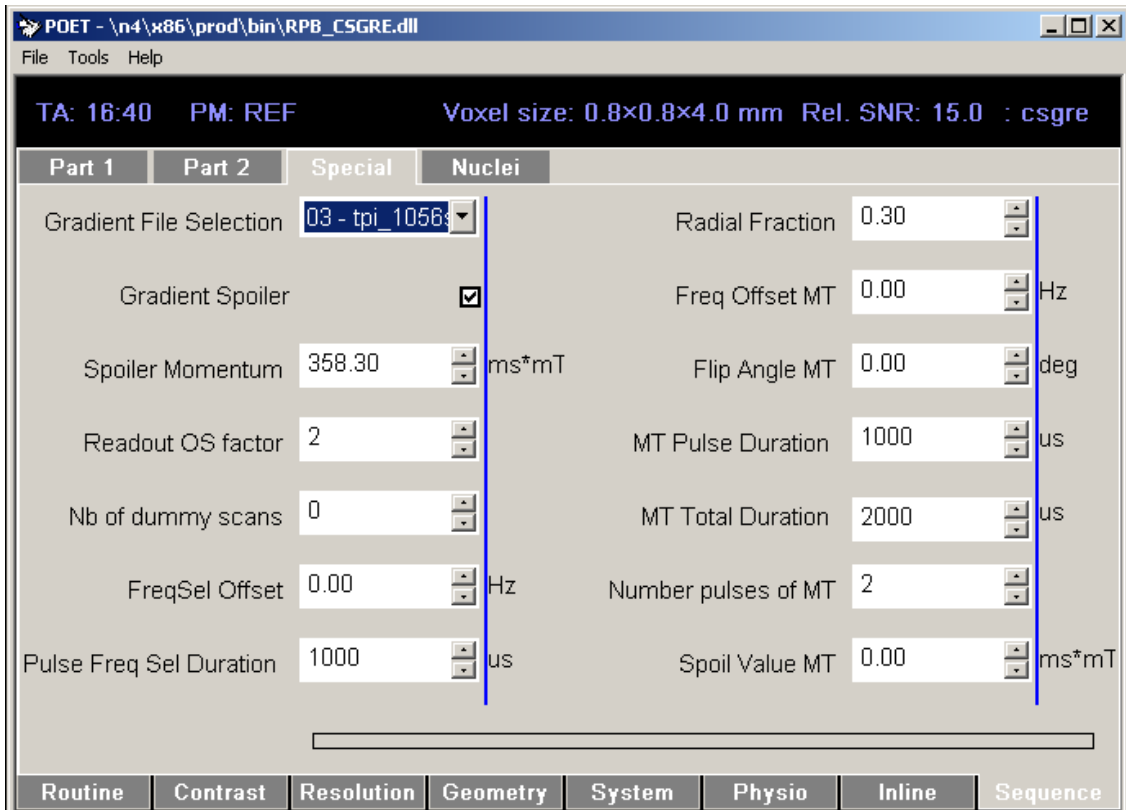 POET - \n4\x86\prod\bin\RPB_CSGRE.dll
File Tools Help
TA: 16:40 PM: REF Voxel size: 0.8×0.8×4.0 mm Rel. SNR: 15.0 : csgre
Part 1 Part 2 Special Nuclei
Gradient File Selection 03 - tpi_1056s
Gradient Spoiler
Spoiler Momentum 358.30 ms*mT
Readout OS factor 2
Nb of dummy scans 0
FreqSel Offset 0.00 Hz
Pulse Freq Sel Duration 1000 us
Radial Fraction 0.30
Freq Offset MT 0.00 Hz
Flip Angle MT 0.00 deg
MT Pulse Duration 1000 us
MT Total Duration 2000 us
Number pulses of MT 2
Spoil Value MT 0.00 ms*mT
Routine Contrast Resolution Geometry System Physio Inline Sequence